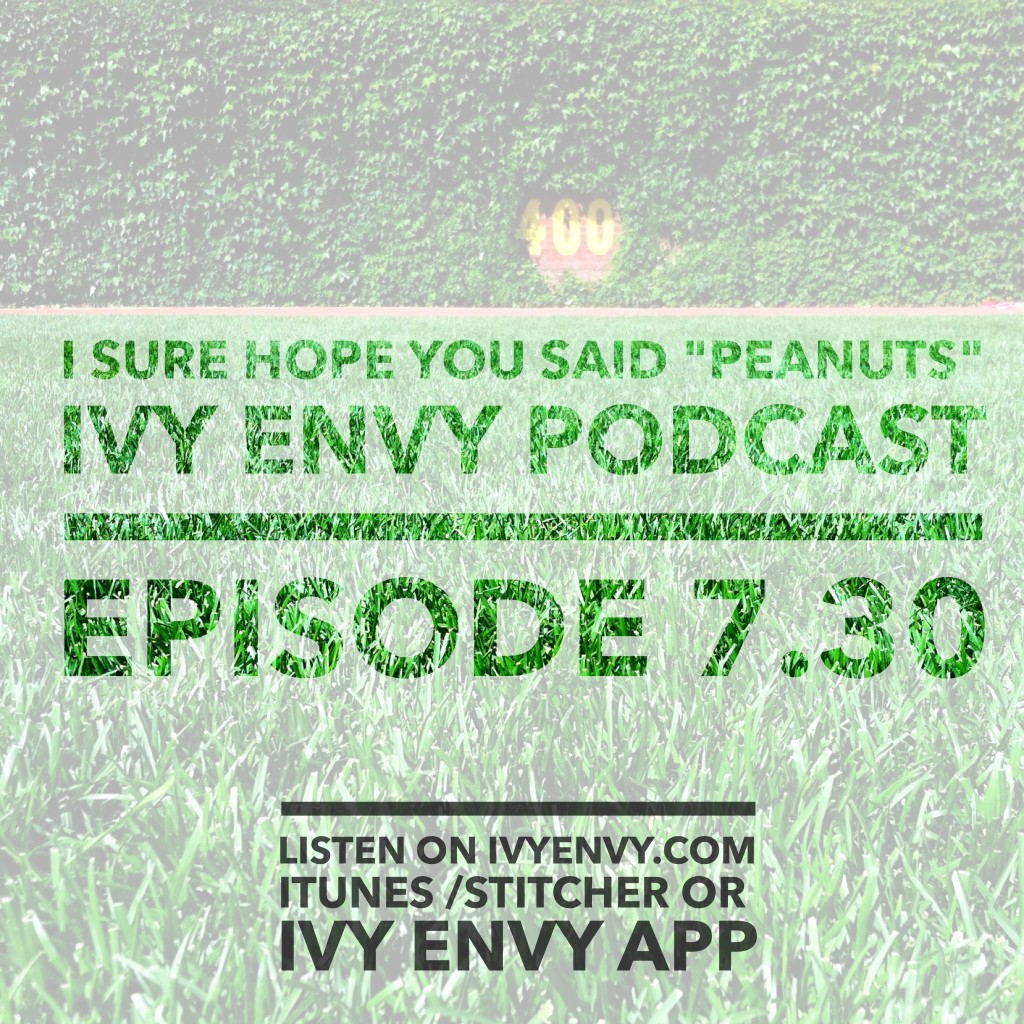 400
I SURE HOPE YOU SAID "PEANUTS"
IVY ENVY PODCAST
EPISODE 7.30
LISTEN ON IVYENVY.COM
ITUNES /STITCHER OR
IVY ENVY APP